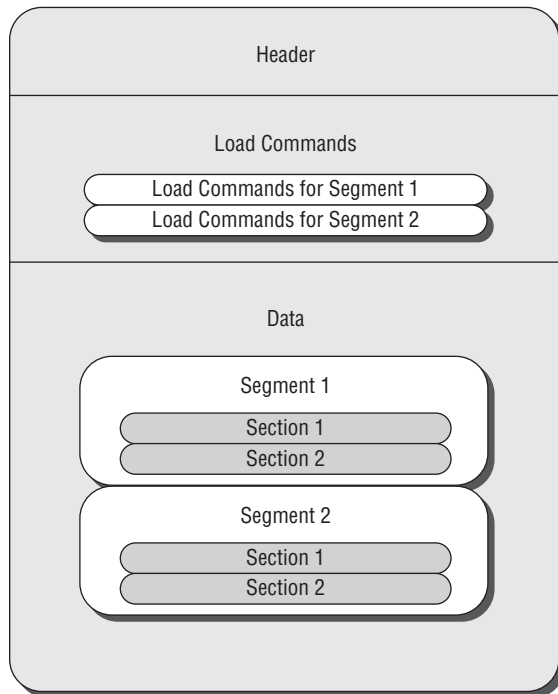 Header
Load Commands
Load Commands for Segment 1
Load Commands for Segment 2
Data
Segment 1
Section 1
Section 2
Segment 2
Section 1
Section 2